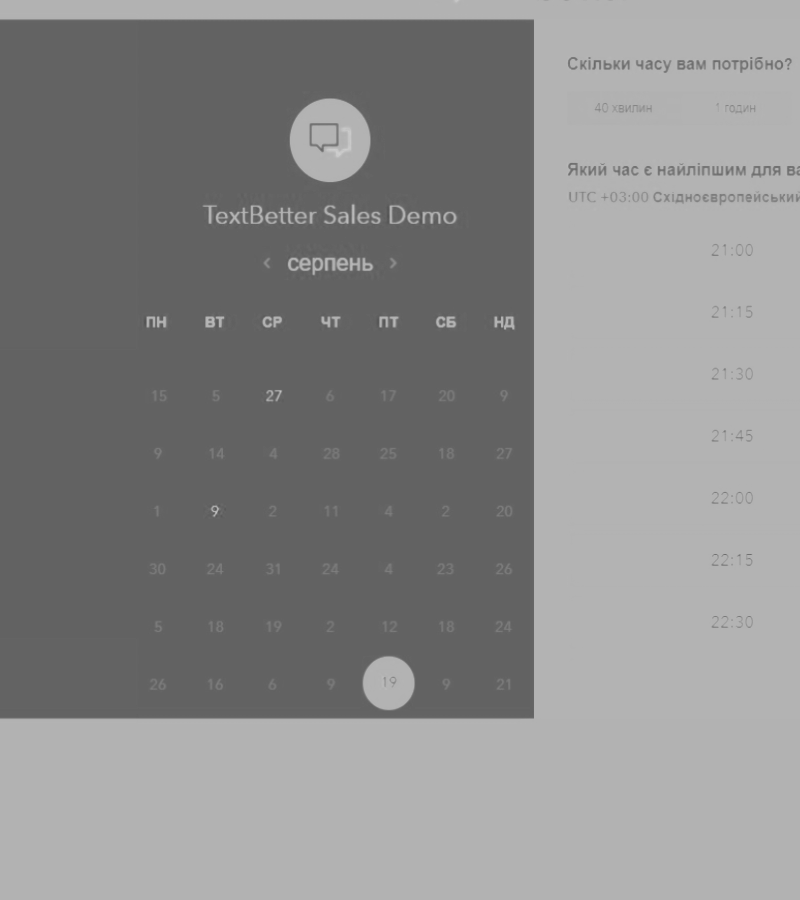 TextBetter Sales Demo
‹ серпень ›
ПН ВТ СР ЧТ ПТ СБ НД
15 5 27 6 17 20 9
9 14 4 28 25 18 27
1 9 2 11 4 2 20
30 24 31 24 4 23 26
5 18 19 2 12 18 24
26 16 6 9 19 9 21
Скільки часу вам потрібно?
40 хвилин 1 годин
Який час є найліпшим для ва
UTC +03:00 Східноєвропейський
21:00
21:15
21:30
21:45
22:00
22:15
22:30